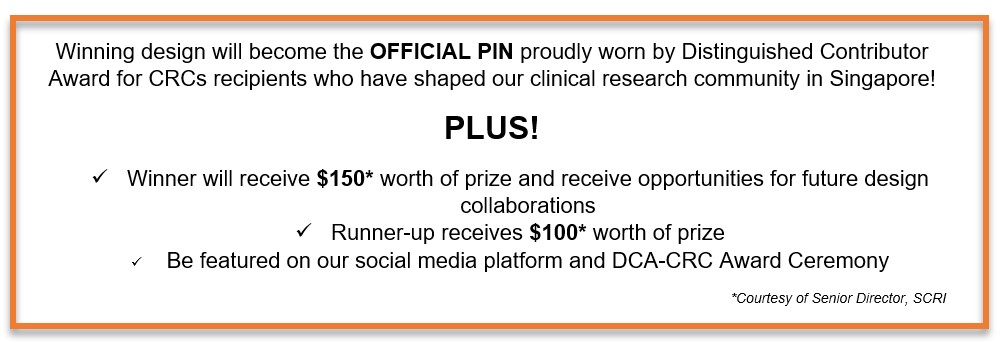 Winning design will become the OFFICIAL PIN proudly worn by Distinguished Contributor
Award for CRCs recipients who have shaped our clinical research community in Singapore!
PLUS!
✓ Winner will receive $150* worth of prize and receive opportunities for future design
collaborations
✓ Runner-up receives $100* worth of prize
✓ Be featured on our social media platform and DCA-CRC Award Ceremony
*Courtesy of Senior Director, SCRI